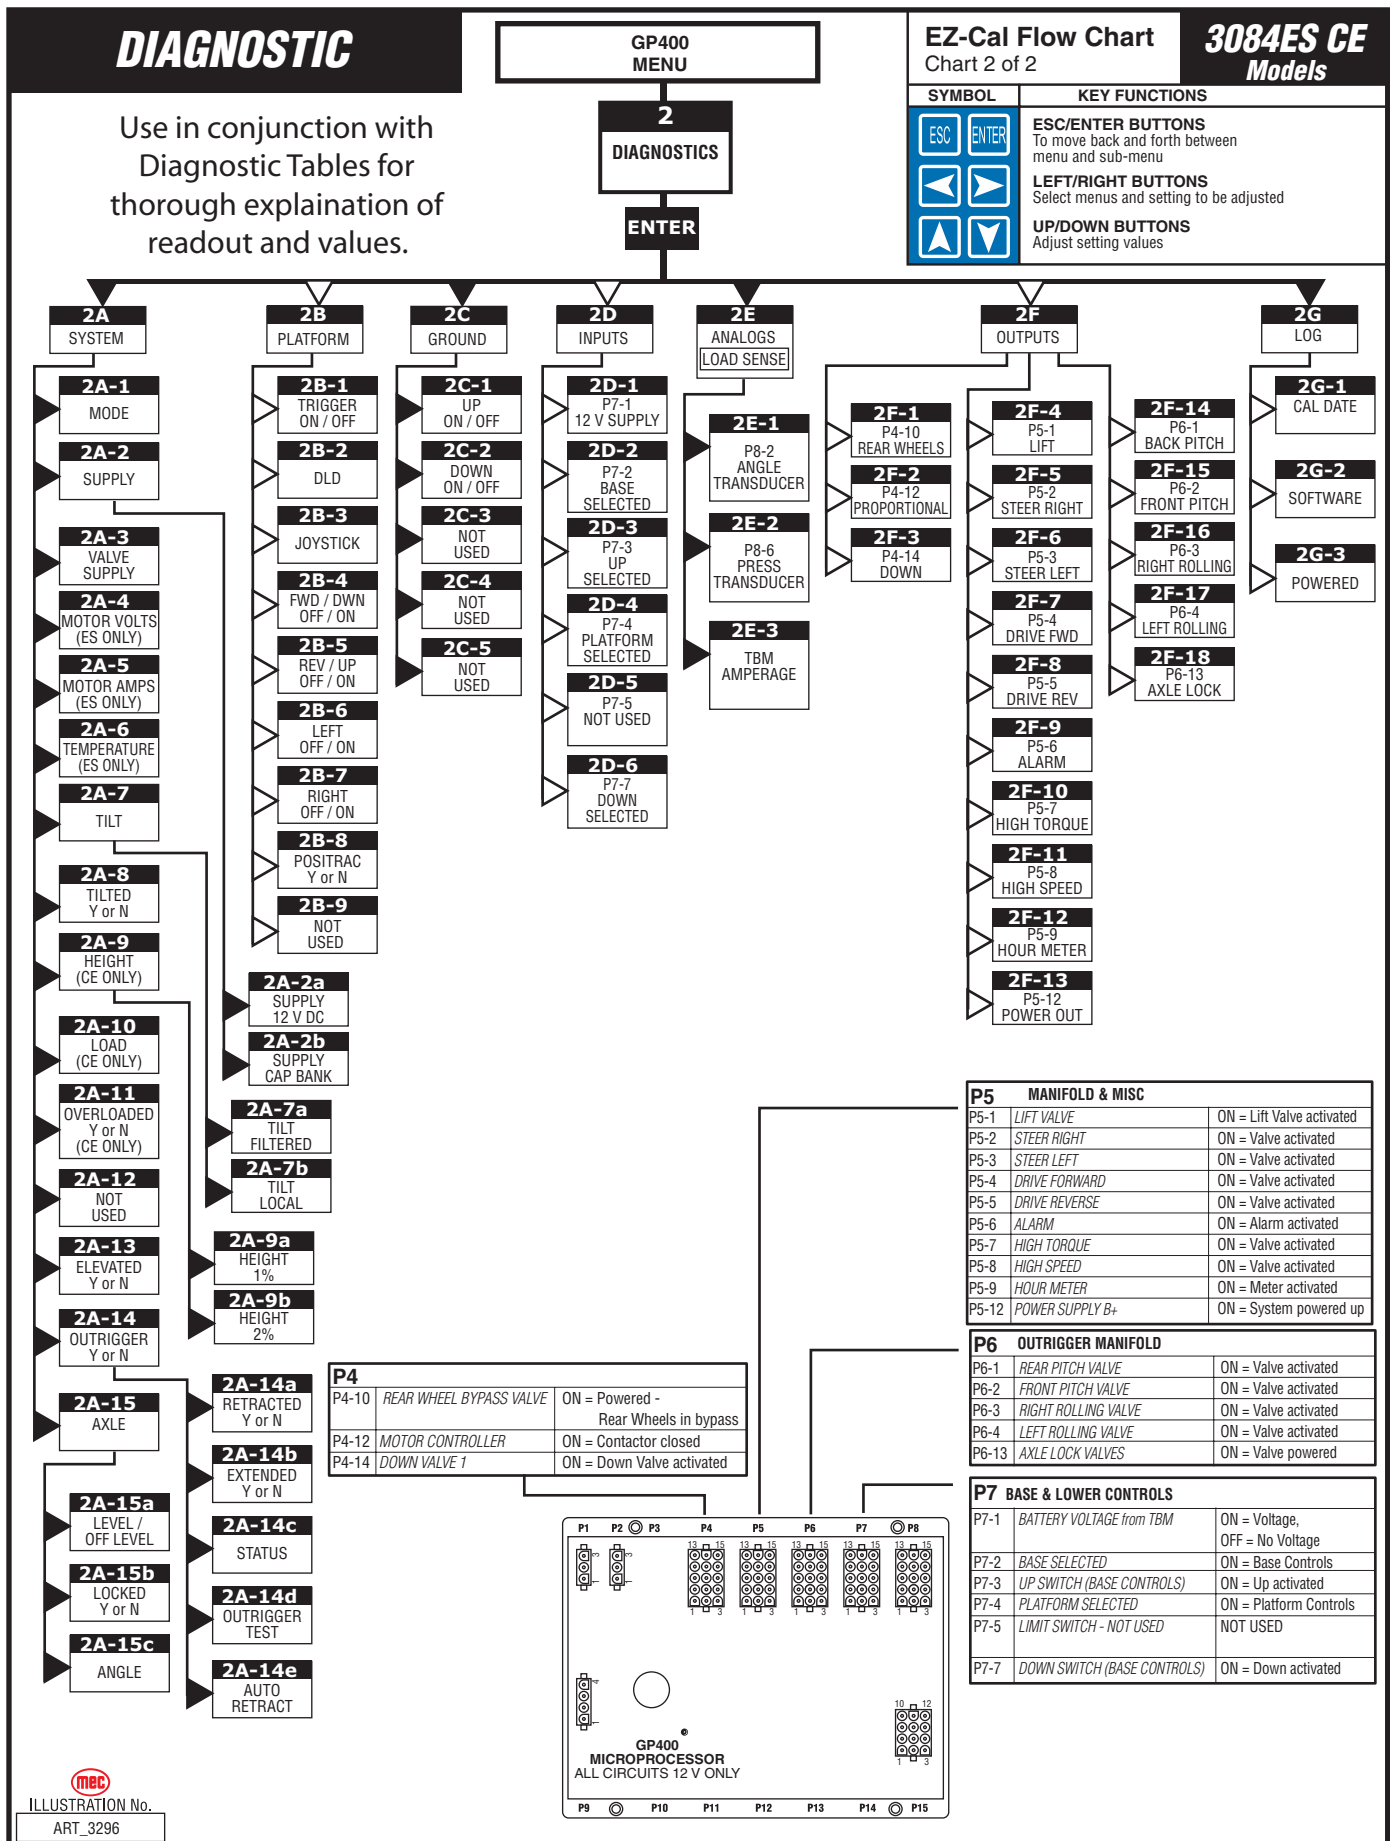 DIAGNOSTIC
Use in conjunction with
Diagnostic Tables for
thorough explaination of
readout and values.
GP400
MENU
2
DIAGNOSTICS
ENTER
EZ-Cal Flow Chart
Chart 2 of 2
3084ES CE
Models
SYMBOL
KEY FUNCTIONS
ESC
ENTER
ESC/ENTER BUTTONS
To move back and forth between
menu and sub-menu
LEFT/RIGHT BUTTONS
Select menus and setting to be adjusted
UP/DOWN BUTTONS
Adjust setting values
2A
SYSTEM
2A-1
MODE
2A-2
SUPPLY
2A-3
VALVE
SUPPLY
2A-4
MOTOR VOLTS
(ES ONLY)
2A-5
MOTOR AMPS
(ES ONLY)
2A-6
TEMPERATURE
(ES ONLY)
2A-7
TILT
2A-8
TILTED
Y or N
2A-9
HEIGHT
(CE ONLY)
2A-10
LOAD
(CE ONLY)
2A-11
OVERLOADED
Y or N
(CE ONLY)
2A-12
NOT
USED
2A-13
ELEVATED
Y or N
2A-14
OUTRIGGER
Y or N
2A-15
AXLE
2A-15a
LEVEL /
OFF LEVEL
2A-15b
LOCKED
Y or N
2A-15c
ANGLE
2A-2a
SUPPLY
12 V DC
2A-2b
SUPPLY
CAP BANK
2A-7a
TILT
FILTERED
2A-7b
TILT
LOCAL
2A-9a
HEIGHT
1%
2A-9b
HEIGHT
2%
2A-14a
RETRACTED
Y or N
2A-14b
EXTENDED
Y or N
2A-14c
STATUS
2A-14d
OUTRIGGER
TEST
2A-14e
AUTO
RETRACT
2B
PLATFORM
2B-1
TRIGGER
ON / OFF
2B-2
DLD
2B-3
JOYSTICK
2B-4
FWD / DWN
OFF / ON
2B-5
REV / UP
OFF / ON
2B-6
LEFT
OFF / ON
2B-7
RIGHT
OFF / ON
2B-8
POSITRAC
Y or N
2B-9
NOT
USED
2C
GROUND
2C-1
UP
ON / OFF
2C-2
DOWN
ON / OFF
2C-3
NOT
USED
2C-4
NOT
USED
2C-5
NOT
USED
2D
INPUTS
2D-1
P7-1
12 V SUPPLY
2D-2
P7-2
BASE
SELECTED
2D-3
P7-3
UP
SELECTED
2D-4
P7-4
PLATFORM
SELECTED
2D-5
P7-5
NOT USED
2D-6
P7-7
DOWN
SELECTED
2E
ANALOGS
LOAD SENSE
2E-1
P8-2
ANGLE
TRANSDUCER
2E-2
P8-6
PRESS
TRANSDUCER
2E-3
TBM
AMPERAGE
2F
OUTPUTS
2F-1
P4-10
REAR WHEELS
2F-2
P4-12
PROPORTIONAL
2F-3
P4-14
DOWN
2F-4
P5-1
LIFT
2F-5
P5-2
STEER RIGHT
2F-6
P5-3
STEER LEFT
2F-7
P5-4
DRIVE FWD
2F-8
P5-5
DRIVE REV
2F-9
P5-6
ALARM
2F-10
P5-7
HIGH TORQUE
2F-11
P5-8
HIGH SPEED
2F-12
P5-9
HOUR METER
2F-13
P5-12
POWER OUT
2F-14
P6-1
BACK PITCH
2F-15
P6-2
FRONT PITCH
2F-16
P6-3
RIGHT ROLLING
2F-17
P6-4
LEFT ROLLING
2F-18
P6-13
AXLE LOCK
2G
LOG
2G-1
CAL DATE
2G-2
SOFTWARE
2G-3
POWERED
P5 MANIFOLD & MISC
P5-1 LIFT VALVE ON = Lift Valve activated
P5-2 STEER RIGHT ON = Valve activated
P5-3 STEER LEFT ON = Valve activated
P5-4 DRIVE FORWARD ON = Valve activated
P5-5 DRIVE REVERSE ON = Valve activated
P5-6 ALARM ON = Alarm activated
P5-7 HIGH TORQUE ON = Valve activated
P5-8 HIGH SPEED ON = Valve activated
P5-9 HOUR METER ON = Meter activated
P5-12 POWER SUPPLY B+ ON = System powered up
P6 OUTRIGGER MANIFOLD
P6-1 REAR PITCH VALVE ON = Valve activated
P6-2 FRONT PITCH VALVE ON = Valve activated
P6-3 RIGHT ROLLING VALVE ON = Valve activated
P6-4 LEFT ROLLING VALVE ON = Valve activated
P6-13 AXLE LOCK VALVES ON = Valve powered
P7 BASE & LOWER CONTROLS
P7-1 BATTERY VOLTAGE from TBM ON = Voltage,
OFF = No Voltage
P7-2 BASE SELECTED ON = Base Controls
P7-3 UP SWITCH (BASE CONTROLS) ON = Up activated
P7-4 PLATFORM SELECTED ON = Platform Controls
P7-5 LIMIT SWITCH - NOT USED NOT USED
P7-7 DOWN SWITCH (BASE CONTROLS) ON = Down activated
P4
P4-10 REAR WHEEL BYPASS VALVE ON = Powered -
Rear Wheels in bypass
P4-12 MOTOR CONTROLLER ON = Contactor closed
P4-14 DOWN VALVE 1 ON = Down Valve activated
P1 P2 P3 P4 P5 P6 P7 P8
3 3 13 15 13 15 13 15 13 15 13 15
1 1 1 3 1 3 1 3 1 3 1 3
4
1
10 12
1 3
GP400
MICROPROCESSOR
ALL CIRCUITS 12 V ONLY
P9 P10 P11 P12 P13 P14 P15
mec
ILLUSTRATION No.
ART_3296